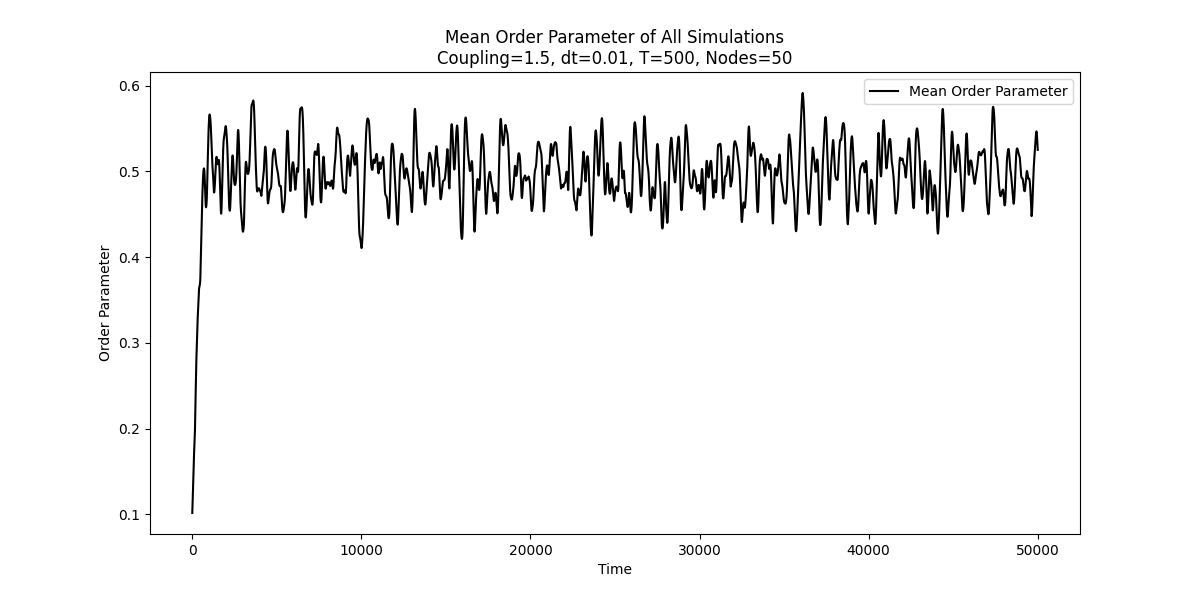 Mean Order Parameter of All Simulations
Coupling=1.5, dt=0.01, T=500, Nodes=50
Mean Order Parameter
0.6
0.5
0.4
0.3
0.2
0.1
Order Parameter
0
10000
20000
30000
40000
50000
Time